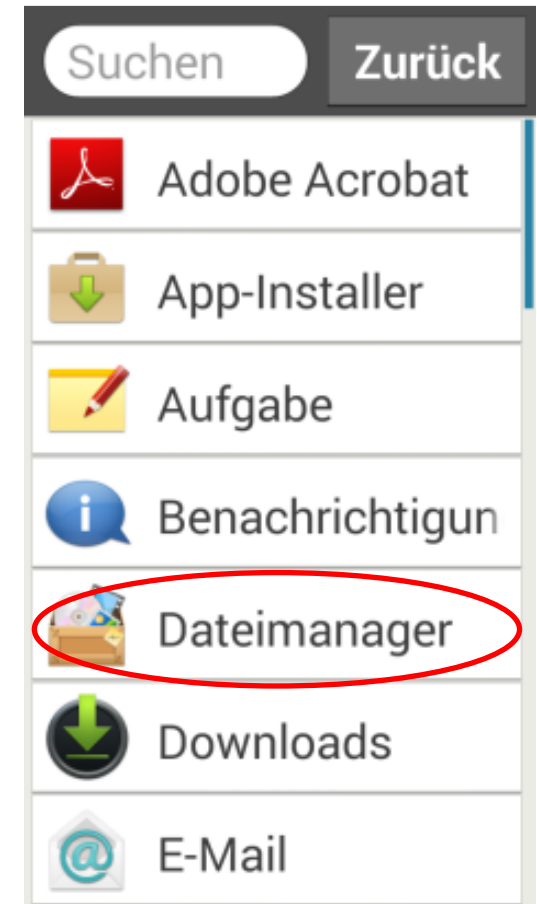 Suchen Zurück
Adobe Acrobat
App-Installer
Aufgabe
Benachrichtigun
Dateimanager
Downloads
E-Mail